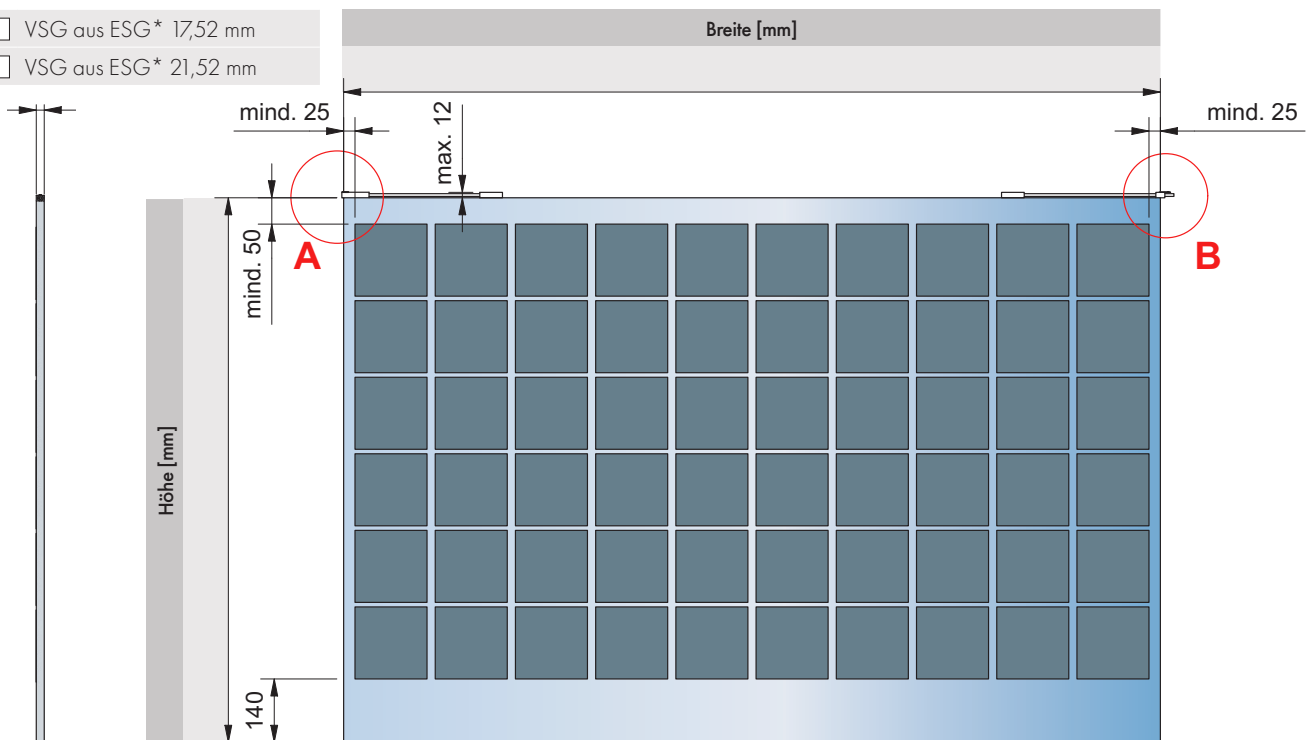 VSG aus ESG* 17,52 mm
VSG aus ESG* 21,52 mm
Breite [mm]
mind. 25
max. 12
mind. 25
mind. 50
A
B
Höhe [mm]
140